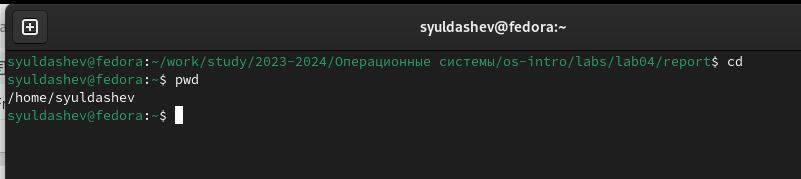 syuldashev@fedora:~
syuldashev@fedora:~/work/study/2023-2024/Операционные системы/os-intro/labs/lab04/report$ cd
syuldashev@fedora:~$ pwd
/home/syuldashev
syuldashev@fedora:~$